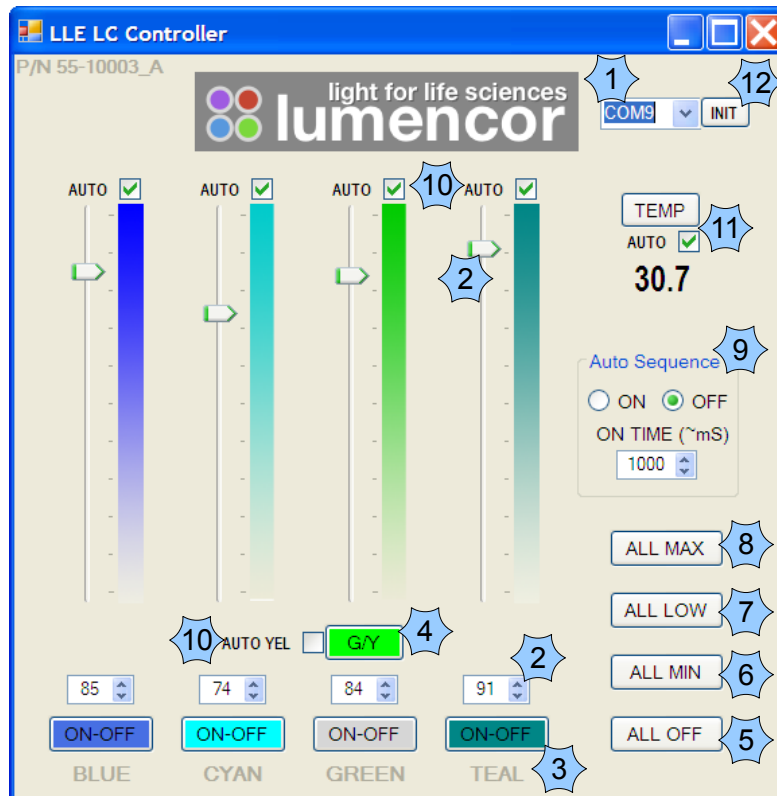 LLE LC Controller
P/N 55-10003_A
light for life sciences
lumencor
1
12
COM9
INIT
AUTO
AUTO
AUTO
10
AUTO
2
TEMP
AUTO
11
30.7
9
Auto Sequence
ON
OFF
ON TIME (~mS)
1000
ALL MAX
8
ALL LOW
7
ALL MIN
6
ALL OFF
5
10
AUTO YEL
G/Y
4
85
74
84
91
2
ON-OFF
ON-OFF
ON-OFF
ON-OFF
BLUE
CYAN
GREEN
TEAL
3